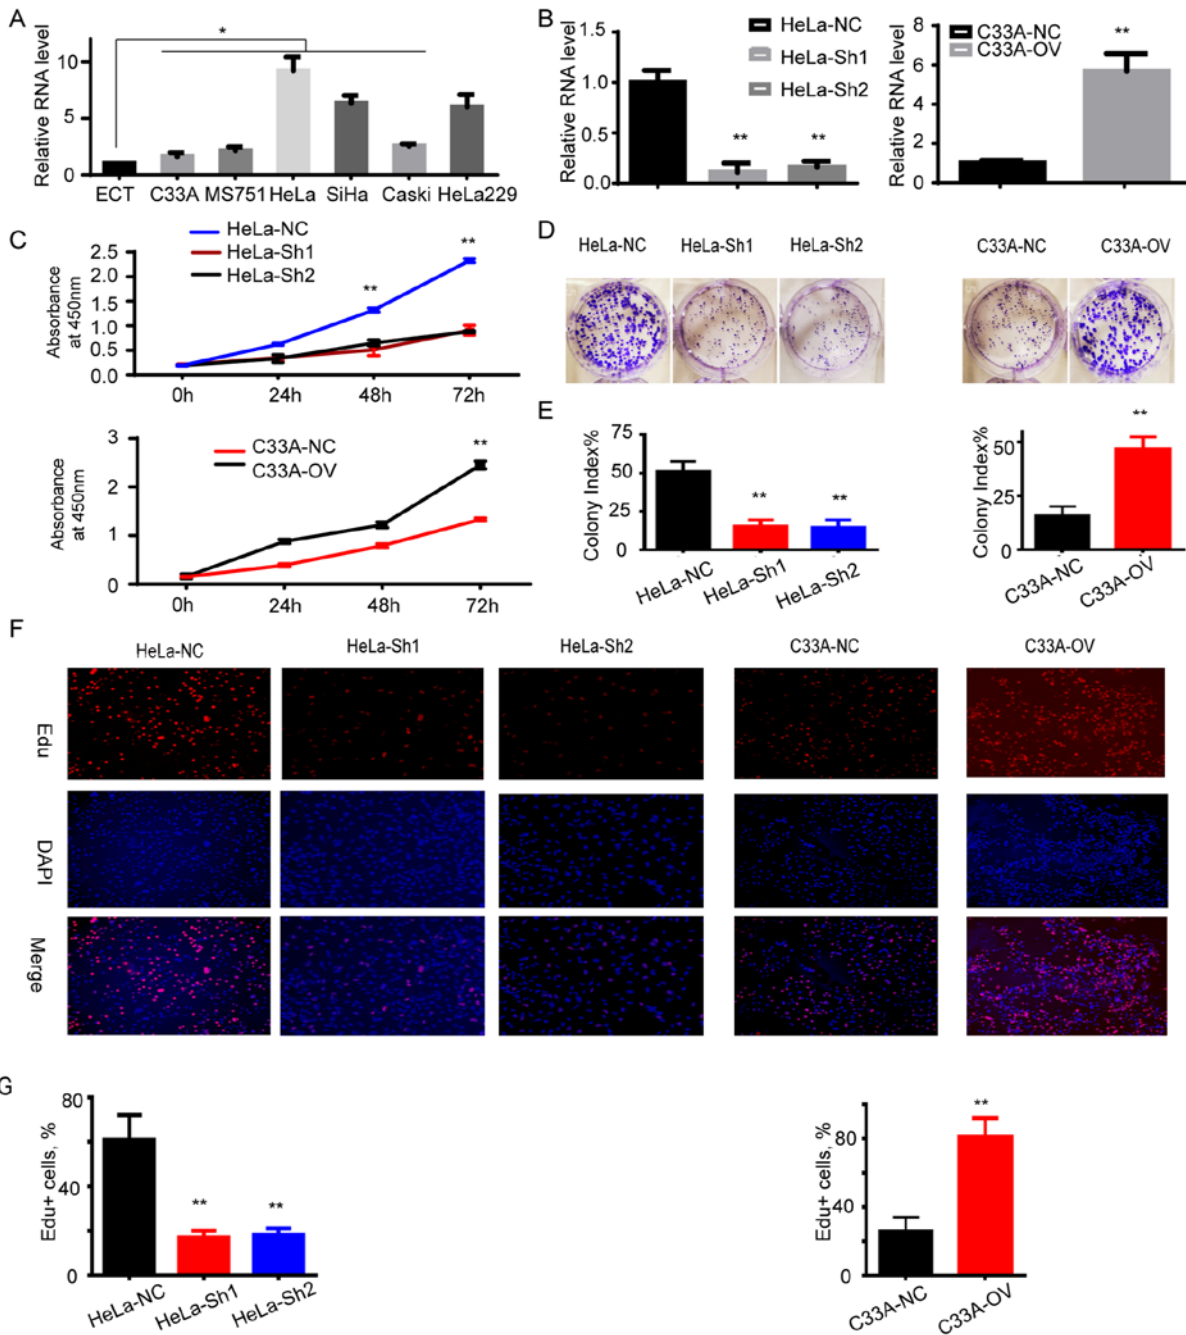 A
Relative RNA level
10
5
0
*
ECT C33A MS751 HeLa SiHa Caski HeLa229
B
Relative RNA level
1.5
1.0
0.5
0.0
HeLa-NC
HeLa-Sh1
HeLa-Sh2
** **
Relative RNA level
8
6
4
2
0
C33A-NC
C33A-OV
**
C
HeLa-NC
HeLa-Sh1
HeLa-Sh2
Absorbance
at 450nm
2.5
2.0
1.0
0.5
0.0
** **
0h 24h 48h 72h
C33A-NC
C33A-OV
Absorbance
at 450nm
3
2
1
0
**
0h 24h 48h 72h
D
HeLa-NC HeLa-Sh1 HeLa-Sh2 C33A-NC C33A-OV
E
Colony Index%
75
50
25
0
** **
HeLa-NC HeLa-Sh1 HeLa-Sh2
Colony Index%
50
25
0
**
C33A-NC C33A-OV
F
HeLa-NC HeLa-Sh1 HeLa-Sh2 C33A-NC C33A-OV
Edu
DAPI
Merge
G
Edu+ cells, %
80
40
0
** **
HeLa-NC HeLa-Sh1 HeLa-Sh2
Edu+ cells, %
80
40
0
**
C33A-NC C33A-OV